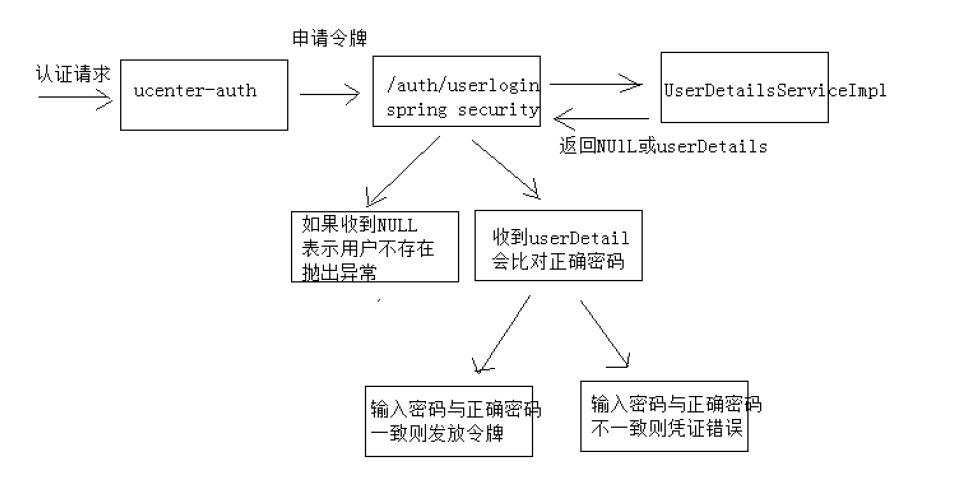 申请令牌
认证请求
ucenter-auth
/auth/userlogin
spring security
UserDetailsServiceImpl
返回NUlL或userDetails
如果收到NULL
表示用户不存在
抛出异常
收到userDetail
会比对正确密码
输入密码与正确密码
一致则发放令牌
输入密码与正确密码
不一致则凭证错误